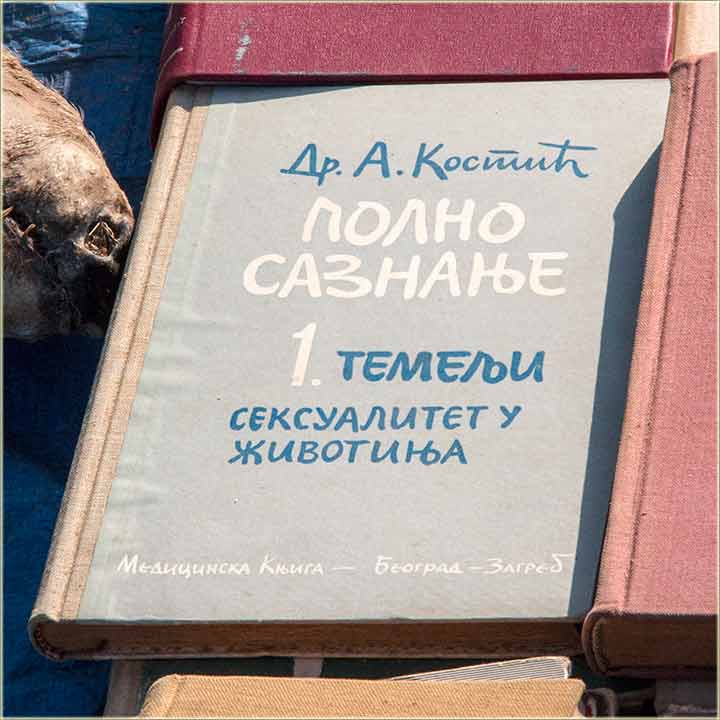 Др. А. Костић
ПОЛНО
САЗНАЊЕ
1. ТЕМЕЉИ
СЕКСУАЛИТЕТ У
ЖИВОТИЊА
Медицинска Књига — Београд – Загреб